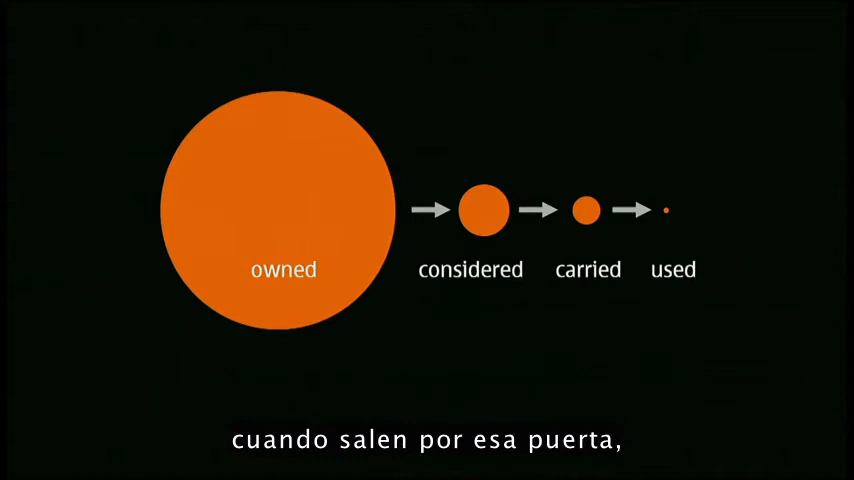 owned
considered
carried
used
cuando salen por esa puerta,